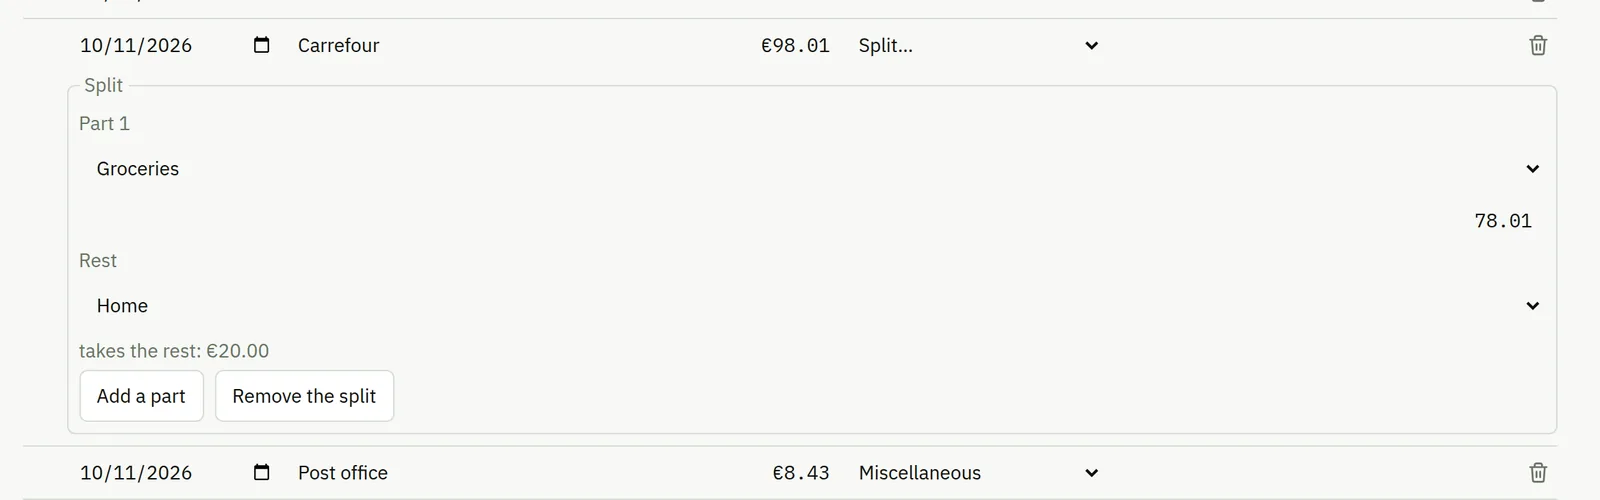 10/11/2026 Carrefour €98.01 Split...
Split
Part 1
Groceries
78.01
Rest
Home
takes the rest: €20.00
Add a part Remove the split
10/11/2026 Post office €8.43 Miscellaneous